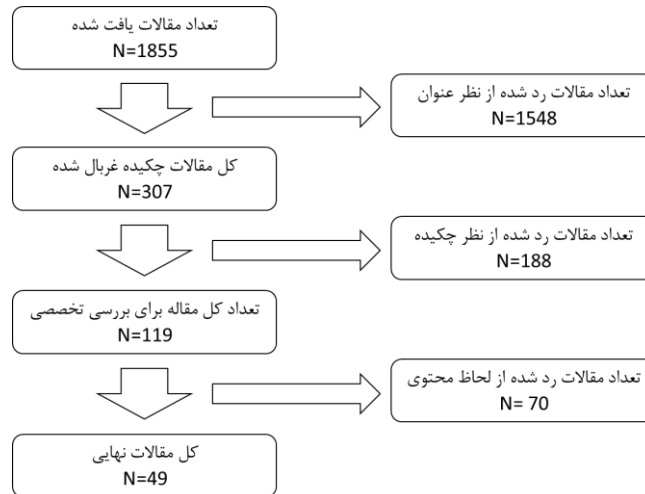 تعداد مقالات یافت شده
N=1855
تعداد مقالات رد شده از نظر عنوان
N=1548
کل مقالات چکیده غربال شده
N=307
تعداد مقالات رد شده از نظر چکیده
N=188
تعداد کل مقاله برای بررسی تخصصی
N=119
تعداد مقالات رد شده از لحاظ محتوی
N= 70
کل مقالات نهایی
N=49